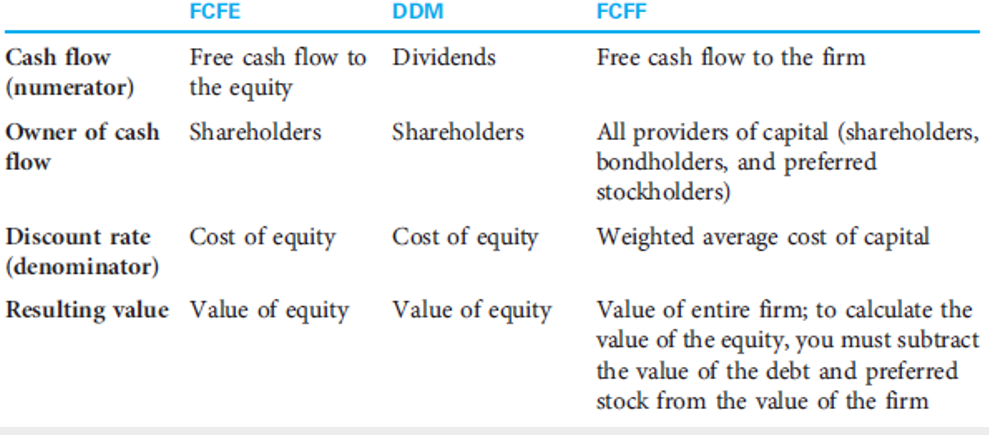 FCFE DDM FCFF
Cash flow Free cash flow to Dividends Free cash flow to the firm
(numerator) the equity
Owner of cash Shareholders Shareholders All providers of capital (shareholders,
flow bondholders, and preferred
stockholders)
Discount rate Cost of equity Cost of equity Weighted average cost of capital
(denominator)
Resulting value Value of equity Value of equity Value of entire firm; to calculate the
value of the equity, you must subtract
the value of the debt and preferred
stock from the value of the firm